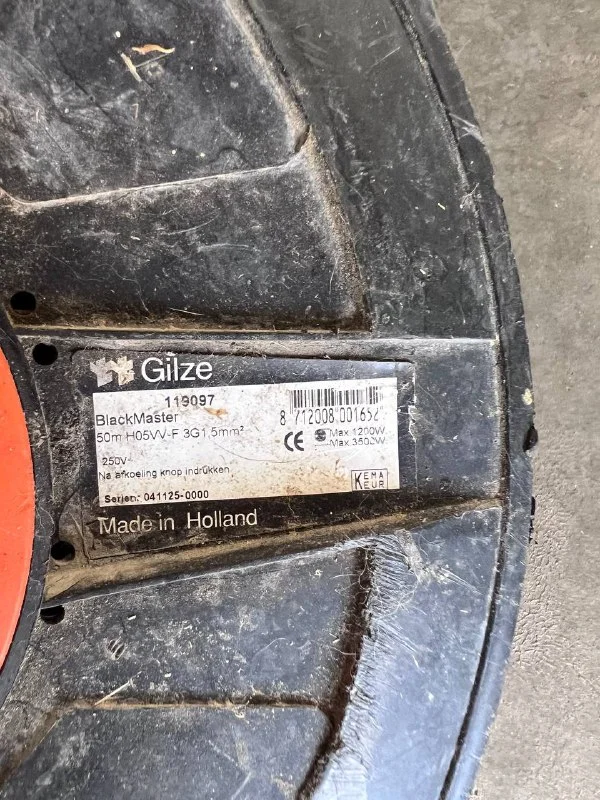 Gilze
119097
BlackMaster
50m H05VV-F 3G1,5mm²
8 712008 001652
CE
Max 1200W
Max 3500W
250V~
Na afkoeling knop indrukken
KEMA
KEUR
Serienr: 041125-0000
Made in Holland